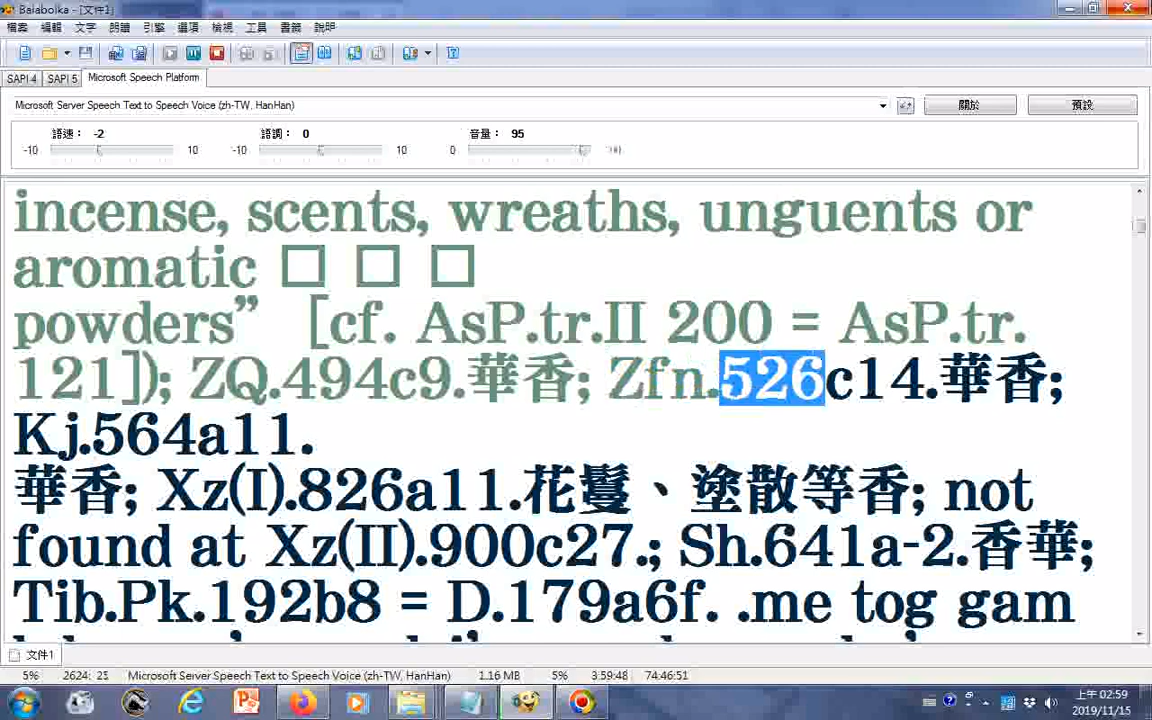 Balabolka - [文件1]
檔案 編輯 文字 朗讀 引擎 選項 檢視 工具 書籤 說明
SAPI 4 SAPI 5 Microsoft Speech Platform
Microsoft Server Speech Text to Speech Voice (zh-TW, HanHan) 關於 預設
語速: -2 語調: 0 音量: 95
-10 10 -10 10 0
incense, scents, wreaths, unguents or
aromatic □ □ □
powders” [cf. AsP.tr.II 200 = AsP.tr.
121]); ZQ.494c9.華香; Zfn.526c14.華香;
Kj.564a11.
華香; Xz(I).826a11.花鬘、塗散等香; not
found at Xz(II).900c27.; Sh.641a-2.香華;
Tib.Pk.192b8 = D.179a6f. .me tog gam
文件1
5% 2624: 25 Microsoft Server Speech Text to Speech Voice (zh-TW, HanHan) 1.16 MB 5% 3:59:48 74:46:51
上午 02:59
2019/11/15